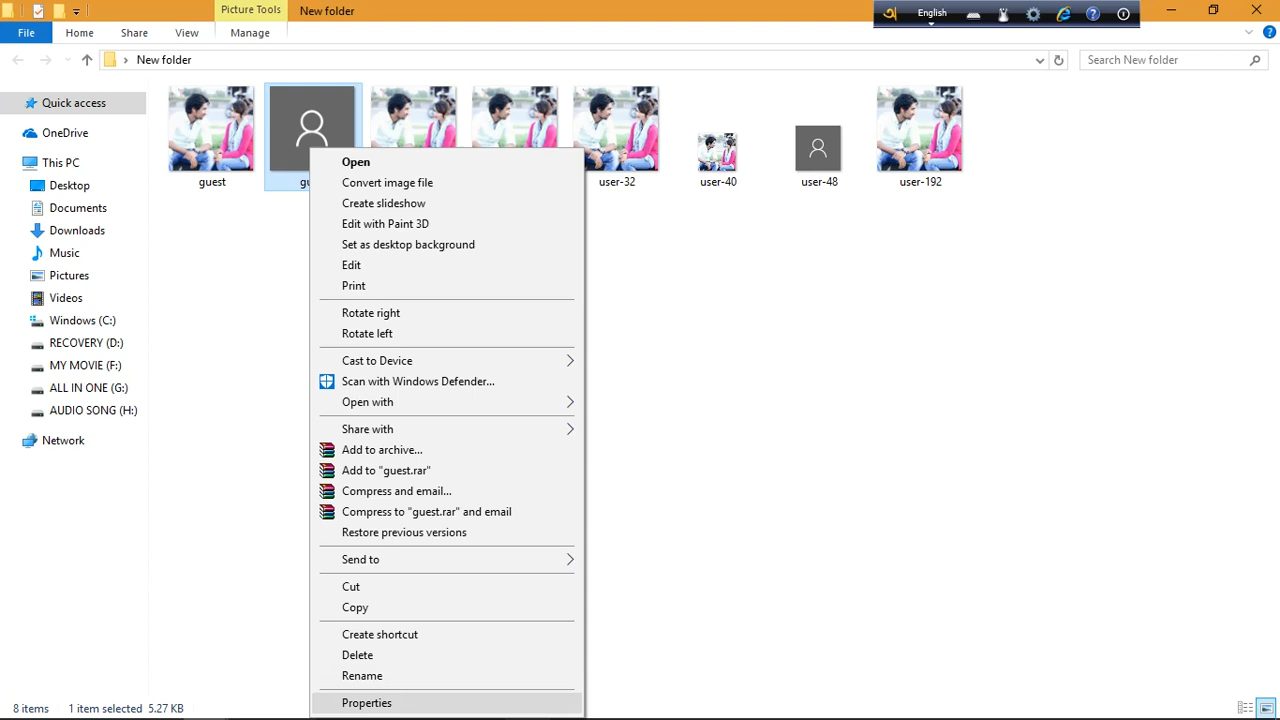 Picture Tools
New folder
English
File
Home
Share
View
Manage
New folder
Search New folder
Quick access
OneDrive
This PC
Desktop
Documents
Downloads
Music
Pictures
Videos
Windows (C:)
RECOVERY (D:)
MY MOVIE (F:)
ALL IN ONE (G:)
AUDIO SONG (H:)
Network
guest
user-32
user-40
user-48
user-192
Open
Convert image file
Create slideshow
Edit with Paint 3D
Set as desktop background
Edit
Print
Rotate right
Rotate left
Cast to Device
Scan with Windows Defender...
Open with
Share with
Add to archive...
Add to "guest.rar"
Compress and email...
Compress to "guest.rar" and email
Restore previous versions
Send to
Cut
Copy
Create shortcut
Delete
Rename
Properties
8 items
1 item selected 5.27 KB